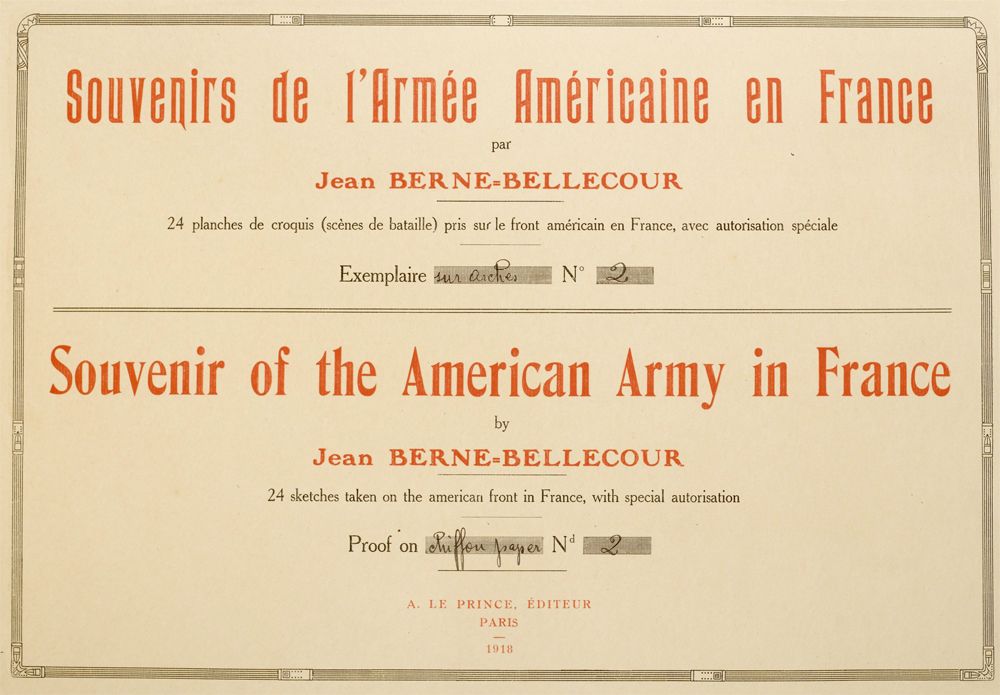 Souvenirs de l'Armée Américaine en France
par
Jean BERNE=BELLECOUR
24 planches de croquis (scènes de bataille) pris sur le front américain en France, avec autorisation spéciale
Exemplaire sur arches N° 2
Souvenir of the American Army in France
by
Jean BERNE=BELLECOUR
24 sketches taken on the american front in France, with special autorisation
Proof on chiffon paper Nd 2
A. LE PRINCE, ÉDITEUR
PARIS
1918